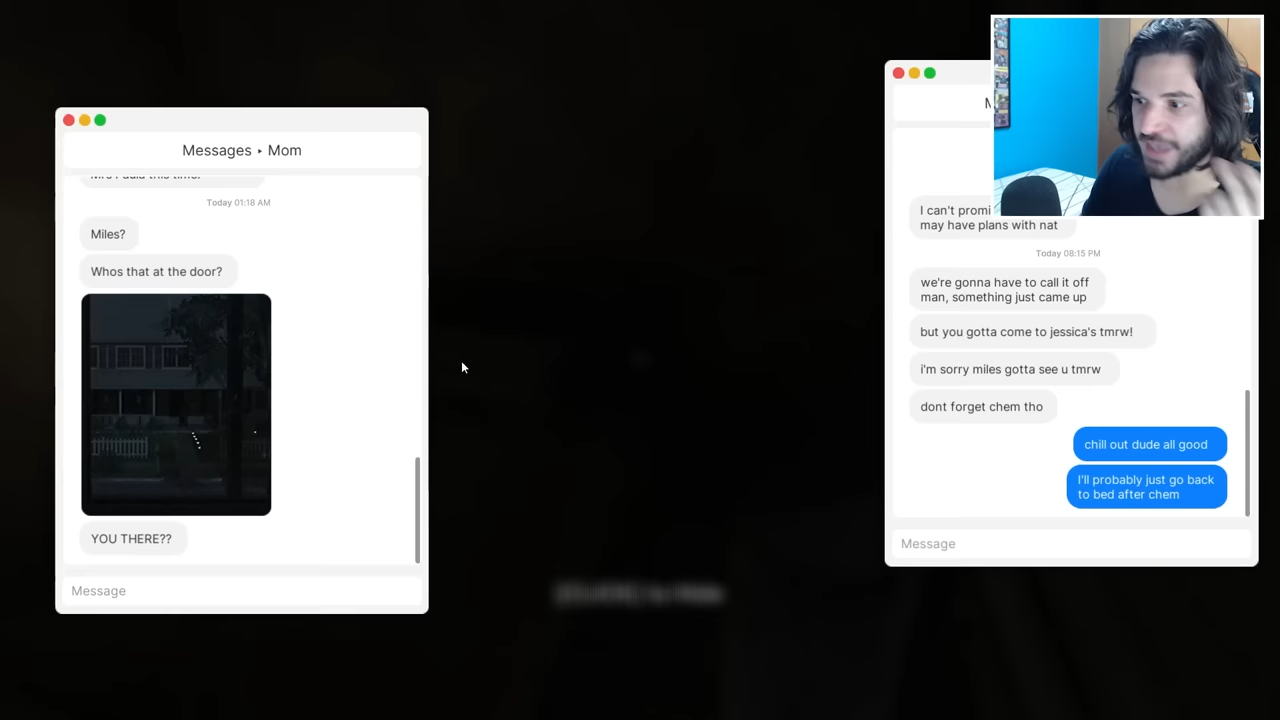 Messages ‣ Mom
Today 01:18 AM
Miles?
Whos that at the door?
YOU THERE??
Message
I can't promi
may have plans with nat
Today 08:15 PM
we're gonna have to call it off
man, something just came up
but you gotta come to jessica's tmrw!
i'm sorry miles gotta see u tmrw
dont forget chem tho
chill out dude all good
I'll probably just go back
to bed after chem
Message